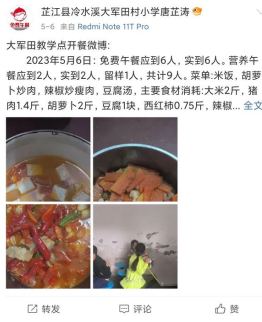 芷江县冷水溪大军田村小学唐芷涛
免费午餐
5-6 来自 Redmi Note 11T Pro
大军田教学点开餐微博:
2023年5月6日: 免费午餐应到6人, 实到6人。营养午
餐应到2人, 实到2人, 留样1人, 共计9人。菜单:米饭, 胡萝
卜炒肉, 辣椒炒瘦肉, 豆腐汤, 主要食材消耗:大米2斤, 猪
肉1.4斤, 胡萝卜2斤, 豆腐1块, 西红柿0.75斤, 辣椒... 全文
转发
评论
赞